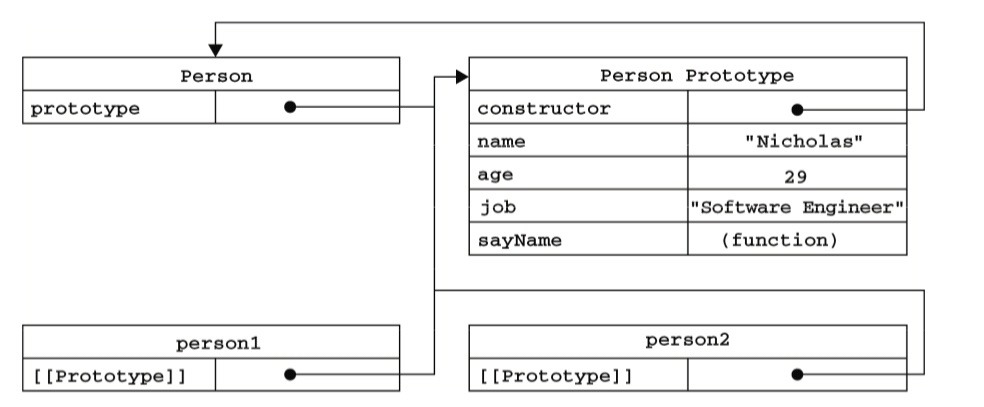 Person
prototype
Person Prototype
constructor
name "Nicholas"
age 29
job "Software Engineer"
sayName (function)
person1
[[Prototype]]
person2
[[Prototype]]